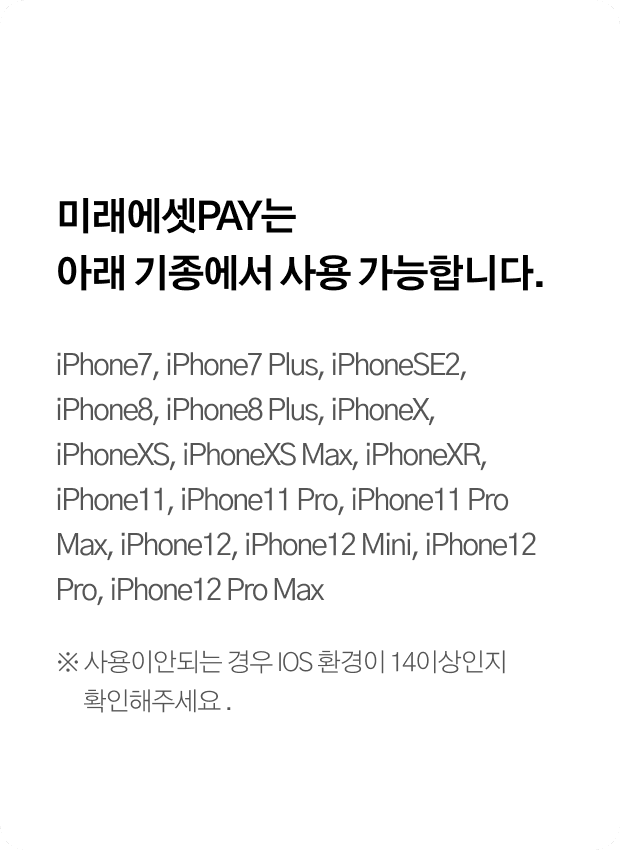 미래에셋PAY는
아래 기종에서 사용 가능합니다.
iPhone7, iPhone7 Plus, iPhoneSE2,
iPhone8, iPhone8 Plus, iPhoneX,
iPhoneXS, iPhoneXS Max, iPhoneXR,
iPhone11, iPhone11 Pro, iPhone11 Pro
Max, iPhone12, iPhone12 Mini, iPhone12
Pro, iPhone12 Pro Max
※ 사용이안되는 경우 IOS 환경이 14이상인지
확인해주세요 .